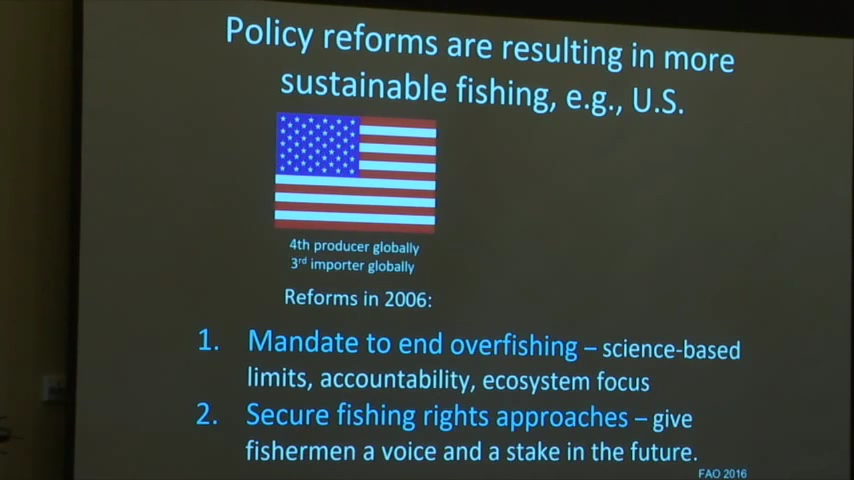 Policy reforms are resulting in more
sustainable fishing, e.g., U.S.
4th producer globally
3rd importer globally
Reforms in 2006:
1. Mandate to end overfishing – science-based
limits, accountability, ecosystem focus
2. Secure fishing rights approaches – give
fishermen a voice and a stake in the future.
FAO 2016